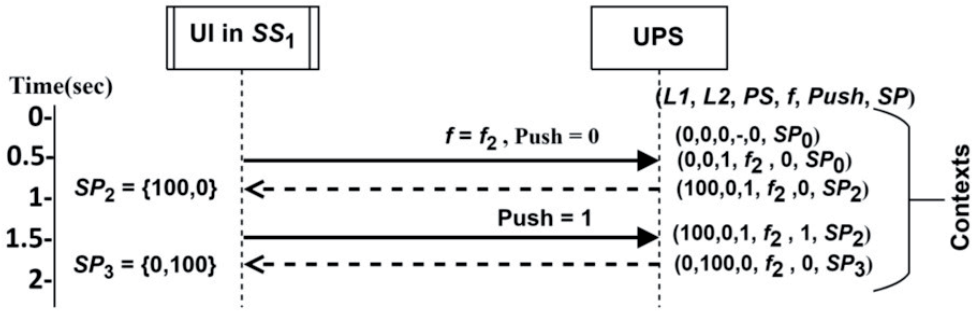 UI in SS₁
UPS
Time(sec)
(L1, L2, PS, f, Push, SP)
0-
f = f₂ , Push = 0
(0,0,0,-,0, SP₀)
0.5-
(0,0,1, f₂ , 0, SP₀)
1-
SP₂ = {100,0}
(100,0,1, f₂ ,0, SP₂)
Push = 1
1.5-
(100,0,1, f₂ , 1, SP₂)
SP₃ = {0,100}
(0,100,0, f₂ , 0, SP₃)
2-
Contexts